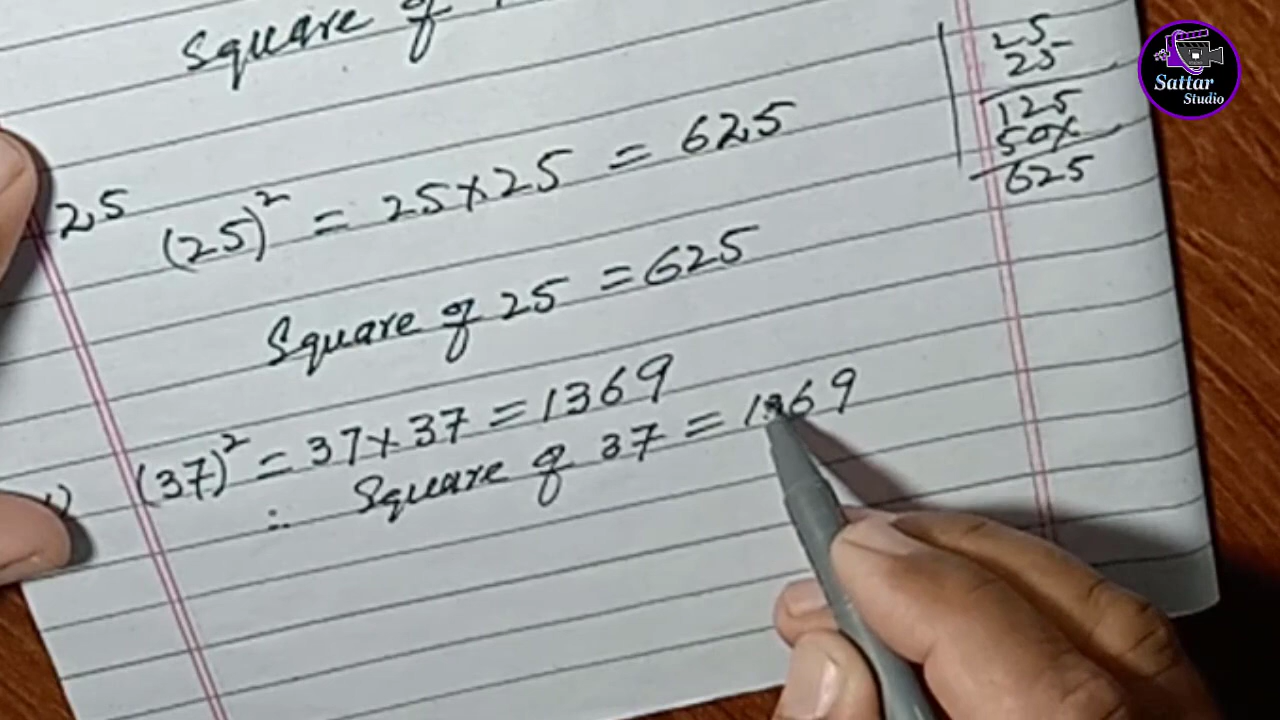 Square of
25 (25)² = 25×25 = 625
Square of 25 = 625
(37)² = 37×37 = 1369
∴ Square of 37 = 1369
25
25
125
50×
625
Sattar
Studio